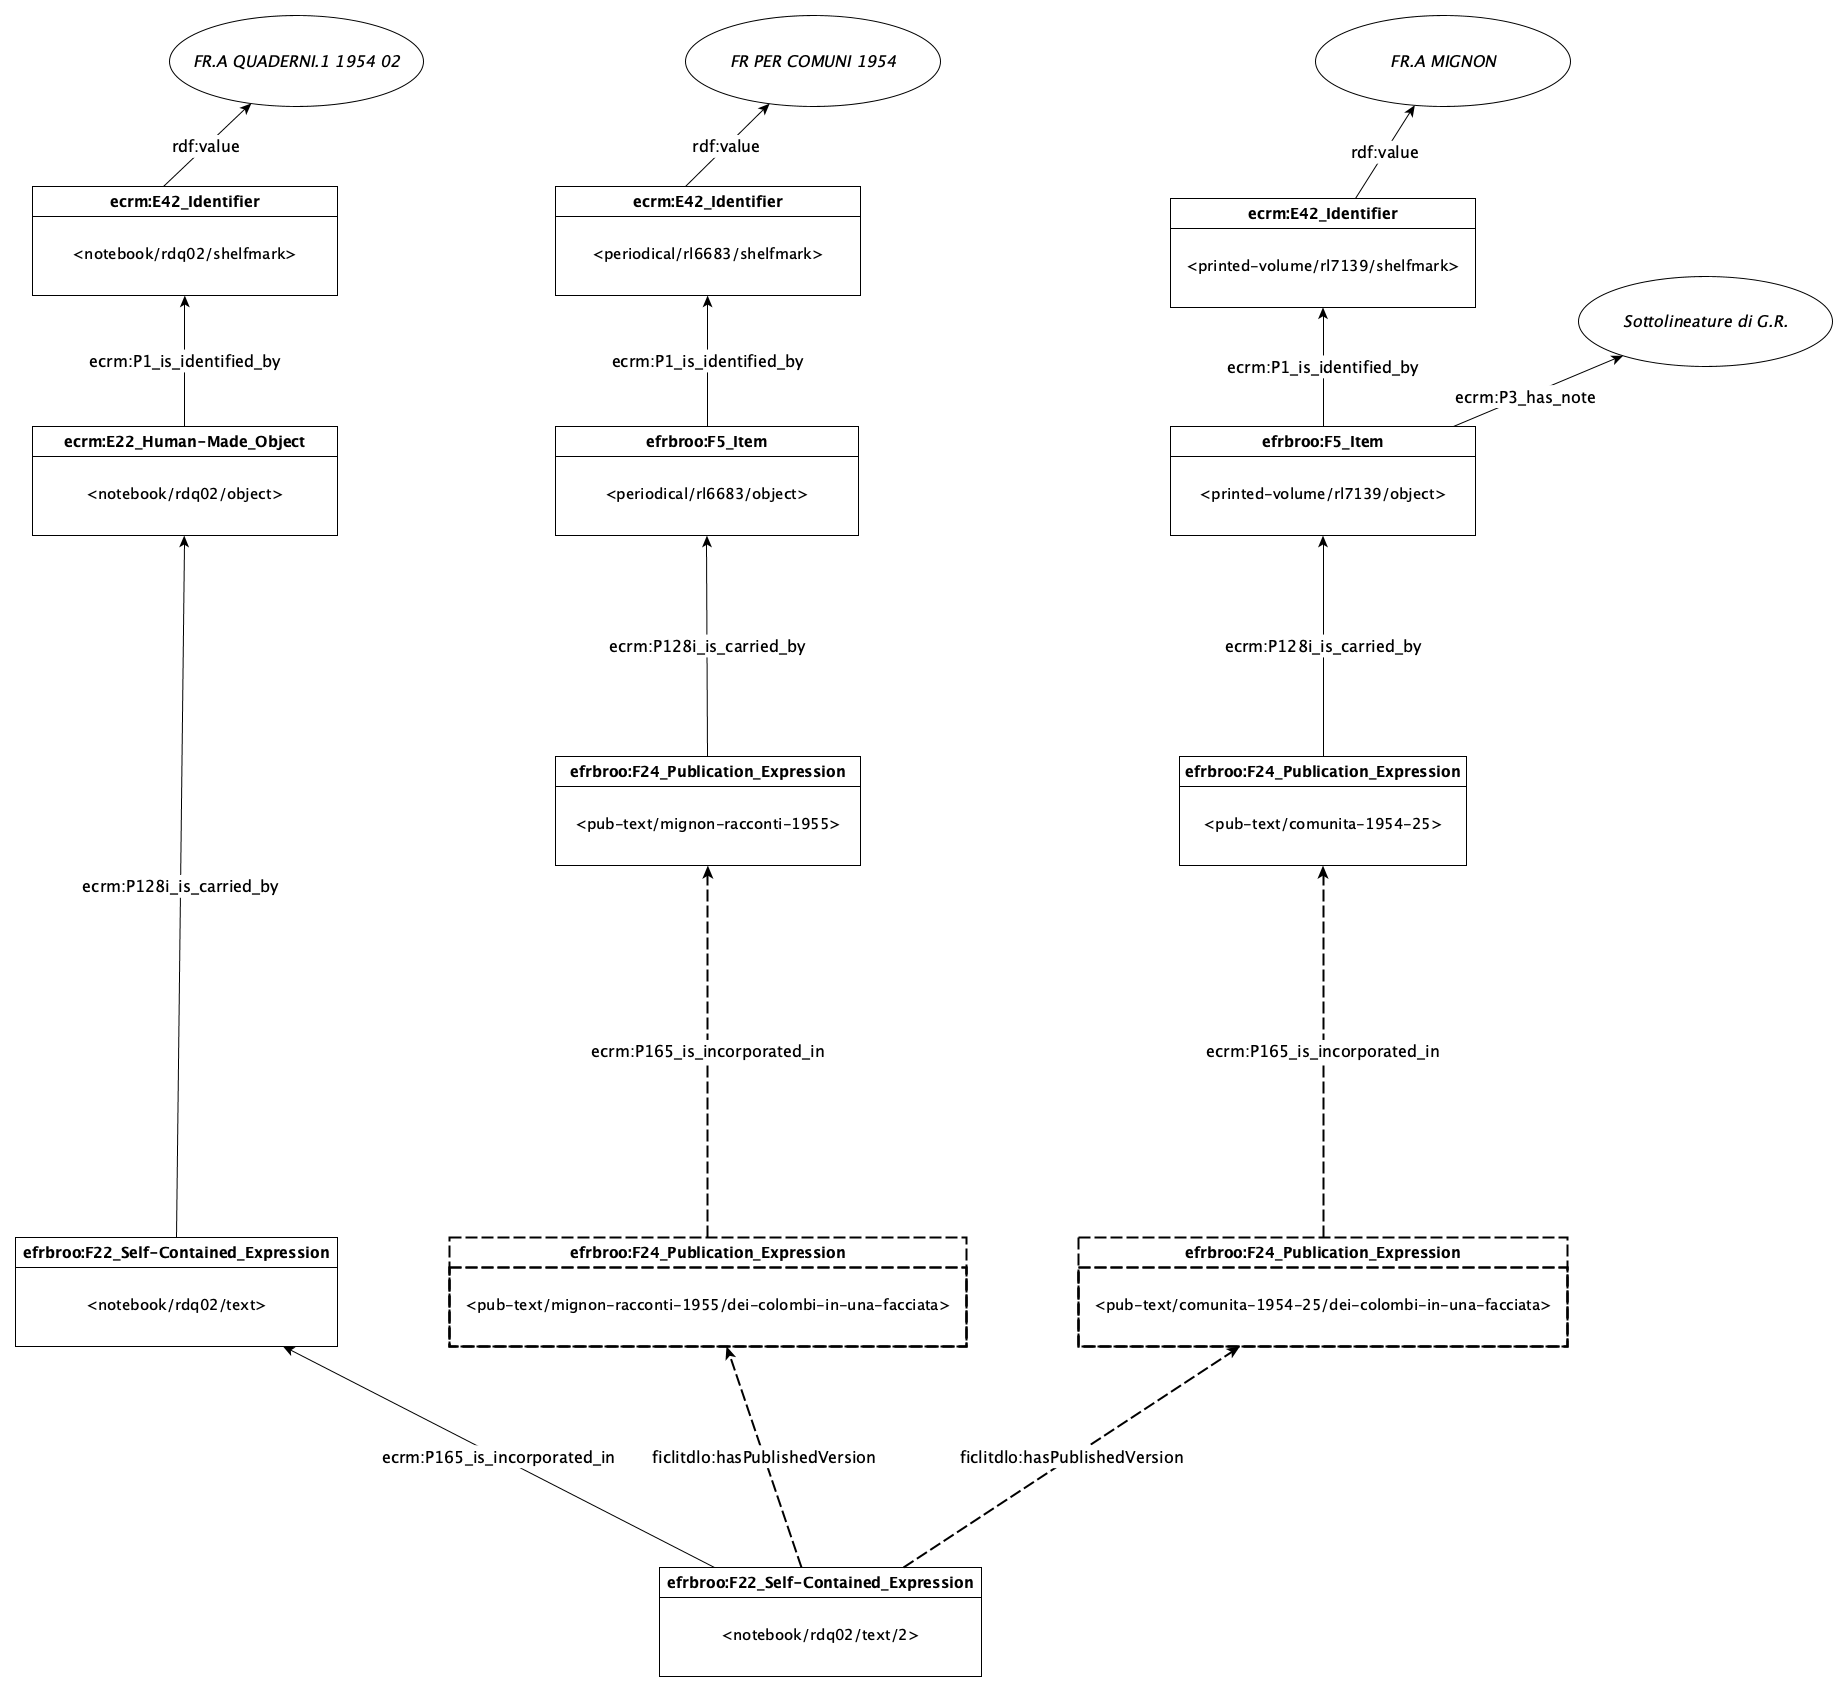 FR.A QUADERNI.1 1954 02
FR PER COMUNI 1954
FR.A MIGNON
rdf:value
rdf:value
rdf:value
ecrm:E42_Identifier
<notebook/rdq02/shelfmark>
ecrm:E42_Identifier
<periodical/rl6683/shelfmark>
ecrm:E42_Identifier
<printed-volume/rl7139/shelfmark>
Sottolineature di G.R.
ecrm:P1_is_identified_by
ecrm:P1_is_identified_by
ecrm:P1_is_identified_by
ecrm:P3_has_note
ecrm:E22_Human-Made_Object
<notebook/rdq02/object>
efrbroo:F5_Item
<periodical/rl6683/object>
efrbroo:F5_Item
<printed-volume/rl7139/object>
ecrm:P128i_is_carried_by
ecrm:P128i_is_carried_by
efrbroo:F24_Publication_Expression
<pub-text/mignon-racconti-1955>
efrbroo:F24_Publication_Expression
<pub-text/comunita-1954-25>
ecrm:P128i_is_carried_by
ecrm:P165_is_incorporated_in
ecrm:P165_is_incorporated_in
efrbroo:F22_Self-Contained_Expression
<notebook/rdq02/text>
efrbroo:F24_Publication_Expression
<pub-text/mignon-racconti-1955/dei-colombi-in-una-facciata>
efrbroo:F24_Publication_Expression
<pub-text/comunita-1954-25/dei-colombi-in-una-facciata>
ecrm:P165_is_incorporated_in
ficlitdlo:hasPublishedVersion
ficlitdlo:hasPublishedVersion
efrbroo:F22_Self-Contained_Expression
<notebook/rdq02/text/2>